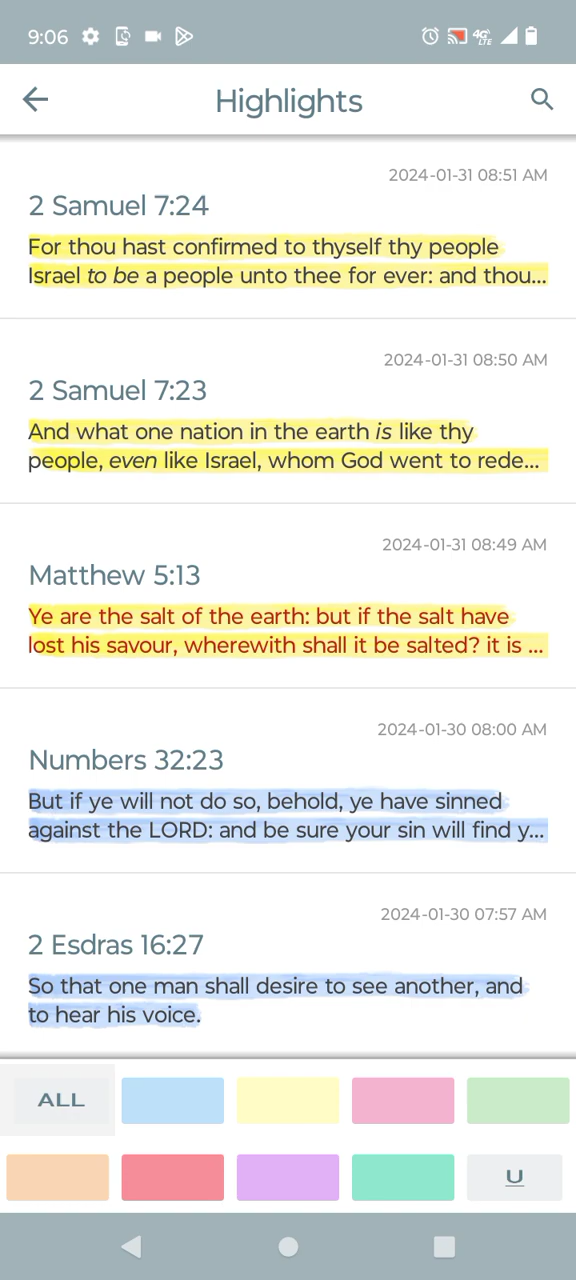 9:06
4G LTE
Highlights
2024-01-31 08:51 AM
2 Samuel 7:24
For thou hast confirmed to thyself thy people
Israel to be a people unto thee for ever: and thou...
2024-01-31 08:50 AM
2 Samuel 7:23
And what one nation in the earth is like thy
people, even like Israel, whom God went to rede...
2024-01-31 08:49 AM
Matthew 5:13
Ye are the salt of the earth: but if the salt have
lost his savour, wherewith shall it be salted? it is ...
2024-01-30 08:00 AM
Numbers 32:23
But if ye will not do so, behold, ye have sinned
against the LORD: and be sure your sin will find y...
2024-01-30 07:57 AM
2 Esdras 16:27
So that one man shall desire to see another, and
to hear his voice.
ALL
U